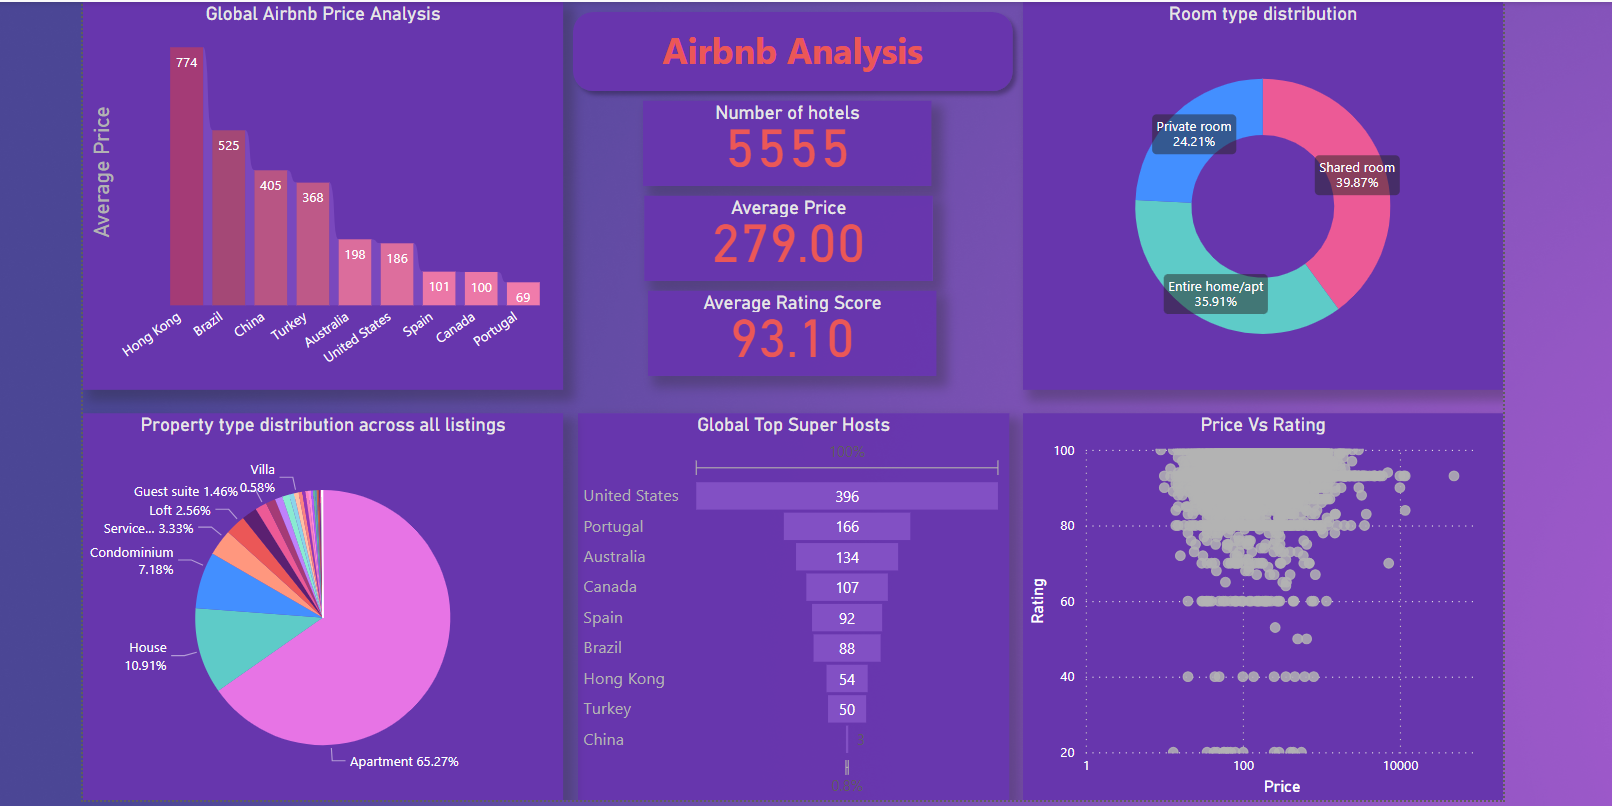 Global Airbnb Price Analysis
Average Price
774
525
405
368
198
186
101
100
69
Hong Kong
Brazil
China
Turkey
Australia
United States
Spain
Canada
Portugal
Airbnb Analysis
Number of hotels
5555
Average Price
279.00
Average Rating Score
93.10
Room type distribution
Private room
24.21%
Shared room
39.87%
Entire home/apt
35.91%
Property type distribution across all listings
Villa
0.58%
Guest suite 1.46%
Loft 2.56%
Service... 3.33%
Condominium
7.18%
House
10.91%
Apartment 65.27%
Global Top Super Hosts
100%
United States 396
Portugal 166
Australia 134
Canada 107
Spain 92
Brazil 88
Hong Kong 54
Turkey 50
China 3
0.8%
Price Vs Rating
Rating
100
80
60
40
20
1 100 10000
Price